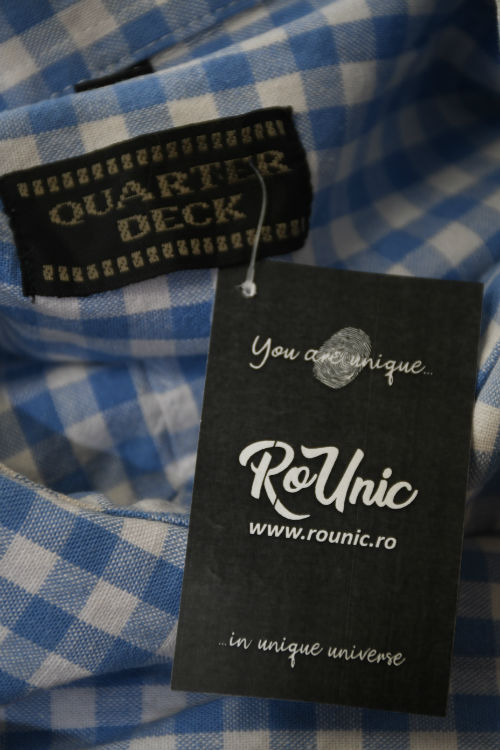 QUARTER
DECK
You are unique...
RoUnic
www.rounic.ro
...in unique universe